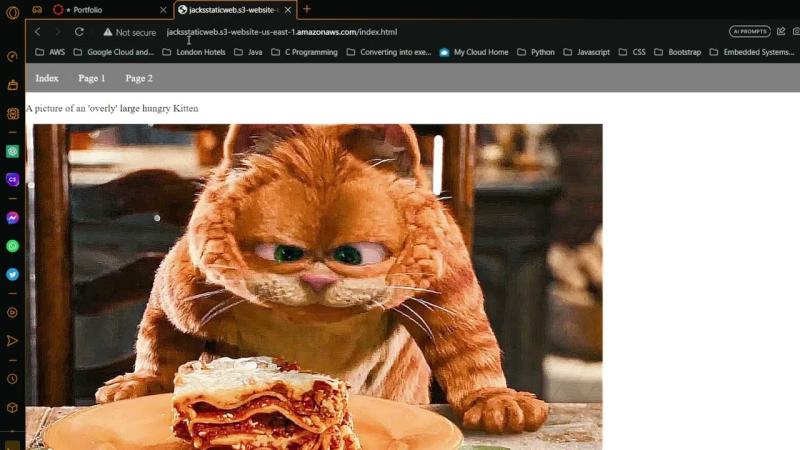 Portfolio
jacksstaticweb.s3-website-
Not secure
jacksstaticweb.s3-website-us-east-1.amazonaws.com/index.html
AI PROMPTS
AWS
Google Cloud and...
London Hotels
Java
C Programming
Converting into exe...
My Cloud Home
Python
Javascript
CSS
Bootstrap
Embedded Systems...
Index Page 1 Page 2
A picture of an 'overly' large hungry Kitten
CS